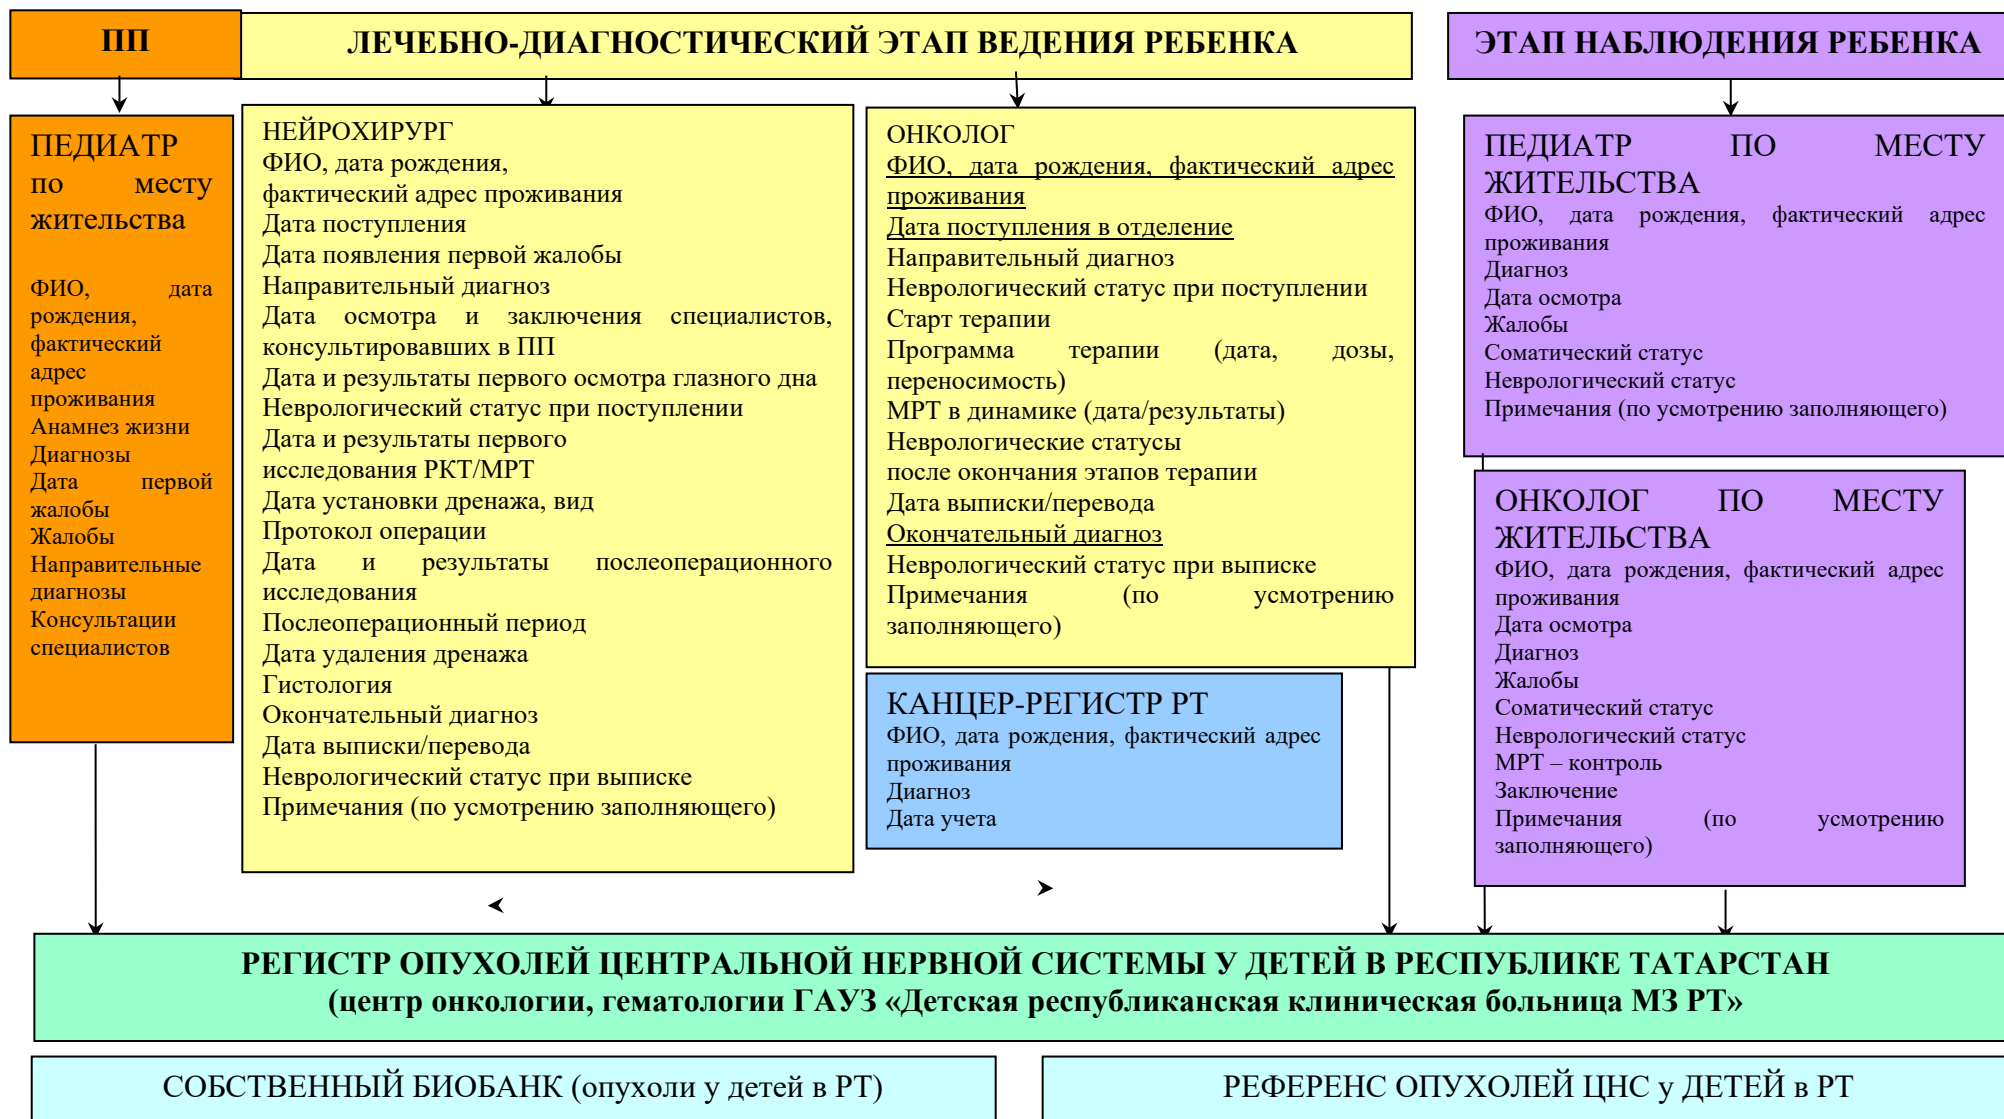 ПП
ЛЕЧЕБНО-ДИАГНОСТИЧЕСКИЙ ЭТАП ВЕДЕНИЯ РЕБЕНКА
ЭТАП НАБЛЮДЕНИЯ РЕБЕНКА
ПЕДИАТР
по месту
жительства
ФИО, дата
рождения,
фактический
адрес
проживания
Анамнез жизни
Диагнозы
Дата первой
жалобы
Жалобы
Направительные
диагнозы
Консультации
специалистов
НЕЙРОХИРУРГ
ФИО, дата рождения,
фактический адрес проживания
Дата поступления
Дата появления первой жалобы
Направительный диагноз
Дата осмотра и заключения специалистов,
консультировавших в ПП
Дата и результаты первого осмотра глазного дна
Неврологический статус при поступлении
Дата и результаты первого
исследования РКТ/МРТ
Дата установки дренажа, вид
Протокол операции
Дата и результаты послеоперационного
исследования
Послеоперационный период
Дата удаления дренажа
Гистология
Окончательный диагноз
Дата выписки/перевода
Неврологический статус при выписке
Примечания (по усмотрению заполняющего)
ОНКОЛОГ
ФИО, дата рождения, фактический адрес
проживания
Дата поступления в отделение
Направительный диагноз
Неврологический статус при поступлении
Старт терапии
Программа терапии (дата, дозы,
переносимость)
МРТ в динамике (дата/результаты)
Неврологические статусы
после окончания этапов терапии
Дата выписки/перевода
Окончательный диагноз
Неврологический статус при выписке
Примечания (по усмотрению
заполняющего)
КАНЦЕР-РЕГИСТР РТ
ФИО, дата рождения, фактический адрес
проживания
Диагноз
Дата учета
ПЕДИАТР ПО МЕСТУ
ЖИТЕЛЬСТВА
ФИО, дата рождения, фактический адрес
проживания
Диагноз
Дата осмотра
Жалобы
Соматический статус
Неврологический статус
Примечания (по усмотрению заполняющего)
ОНКОЛОГ ПО МЕСТУ
ЖИТЕЛЬСТВА
ФИО, дата рождения, фактический адрес
проживания
Дата осмотра
Диагноз
Жалобы
Соматический статус
Неврологический статус
МРТ – контроль
Заключение
Примечания (по усмотрению
заполняющего)
РЕГИСТР ОПУХОЛЕЙ ЦЕНТРАЛЬНОЙ НЕРВНОЙ СИСТЕМЫ У ДЕТЕЙ В РЕСПУБЛИКЕ ТАТАРСТАН
(центр онкологии, гематологии ГАУЗ «Детская республиканская клиническая больница МЗ РТ»
СОБСТВЕННЫЙ БИОБАНК (опухоли у детей в РТ)
РЕФЕРЕНС ОПУХОЛЕЙ ЦНС у ДЕТЕЙ в РТ